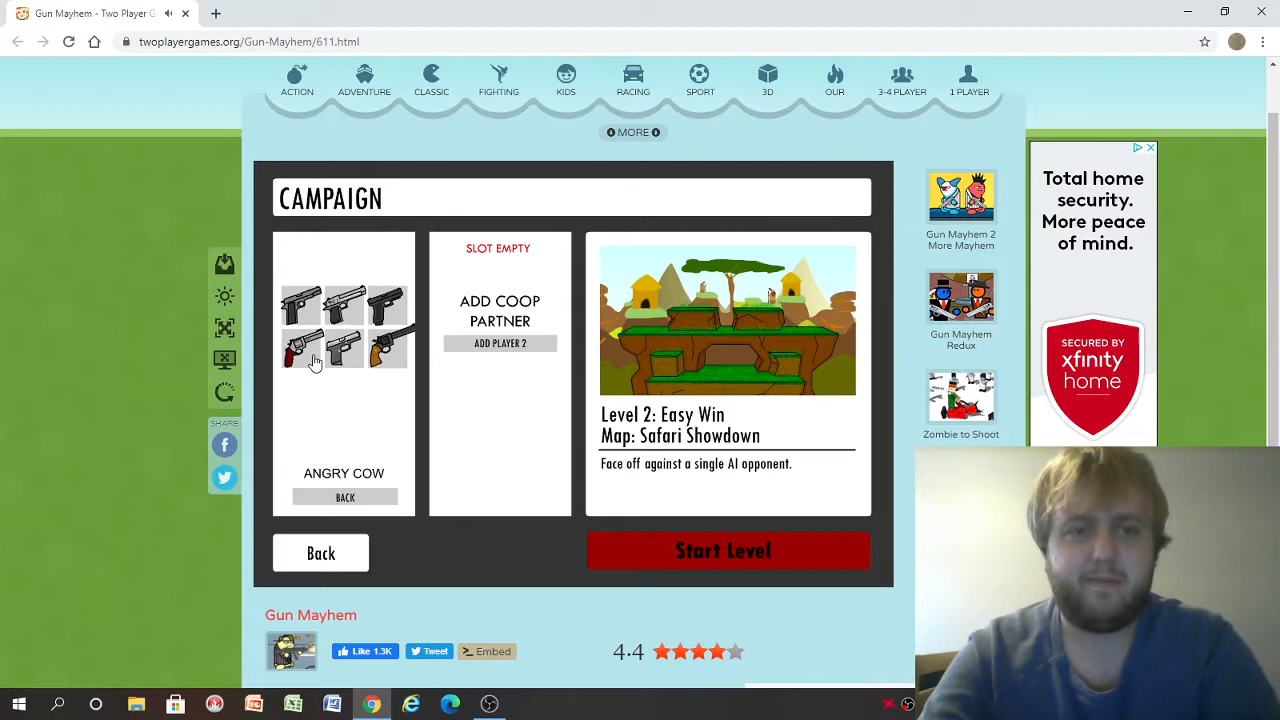 Gun Mayhem - Two Player G
twoplayergames.org/Gun-Mayhem/611.html
ACTION
ADVENTURE
CLASSIC
FIGHTING
KIDS
RACING
SPORT
3D
OUR
3-4 PLAYER
1 PLAYER
MORE
CAMPAIGN
SLOT EMPTY
ADD COOP
PARTNER
ADD PLAYER 2
ANGRY COW
BACK
Level 2: Easy Win
Map: Safari Showdown
Face off against a single AI opponent.
Back
Start Level
SHARE
Gun Mayhem 2
More Mayhem
Gun Mayhem
Redux
Zombie to Shoot
Total home
security.
More peace
of mind.
SECURED BY
xfinity
home
Gun Mayhem
Like 1.3K
Tweet
Embed
4.4